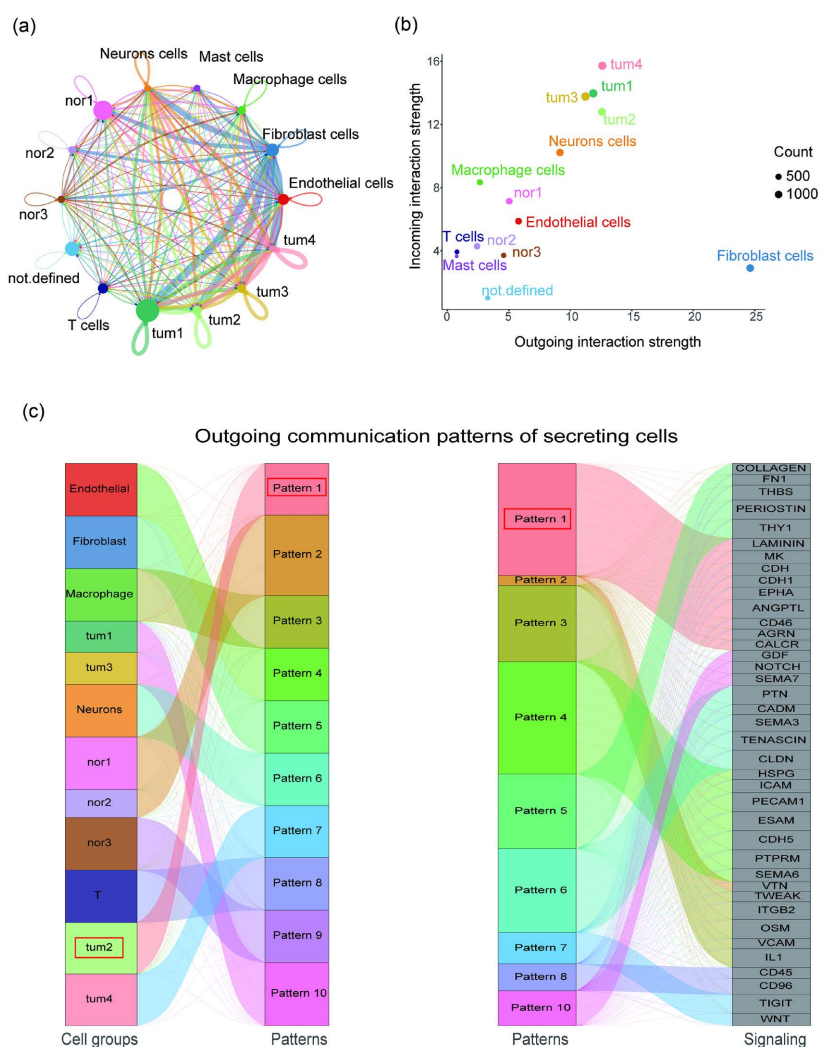 (a)
Neurons cells
Mast cells
Macrophage cells
Fibroblast cells
Endothelial cells
tum4
tum3
tum2
tum1
T cells
not.defined
nor3
nor2
nor1
(b)
Incoming interaction strength
16
12
8
4
tum4
tum1
tum3
tum2
Neurons cells
Macrophage cells
nor1
Endothelial cells
T cells
nor2
nor3
Mast cells
not.defined
Fibroblast cells
0
5
10
15
20
25
Outgoing interaction strength
Count
500
1000
(c)
Outgoing communication patterns of secreting cells
Endothelial
Fibroblast
Macrophage
tum1
tum3
Neurons
nor1
nor2
nor3
T
tum2
tum4
Cell groups
Pattern 1
Pattern 2
Pattern 3
Pattern 4
Pattern 5
Pattern 6
Pattern 7
Pattern 8
Pattern 9
Pattern 10
Patterns
Pattern 1
Pattern 2
Pattern 3
Pattern 4
Pattern 5
Pattern 6
Pattern 7
Pattern 8
Pattern 10
Patterns
COLLAGEN
FN1
THBS
PERIOSTIN
THY1
LAMININ
MK
CDH
CDH1
EPHA
ANGPTL
CD46
AGRN
CALCR
GDF
NOTCH
SEMA7
PTN
CADM
SEMA3
TENASCIN
CLDN
HSPG
ICAM
PECAM1
ESAM
CDH5
PTPRM
SEMA6
VTN
TWEAK
ITGB2
OSM
VCAM
IL1
CD45
CD96
TIGIT
WNT
Signaling